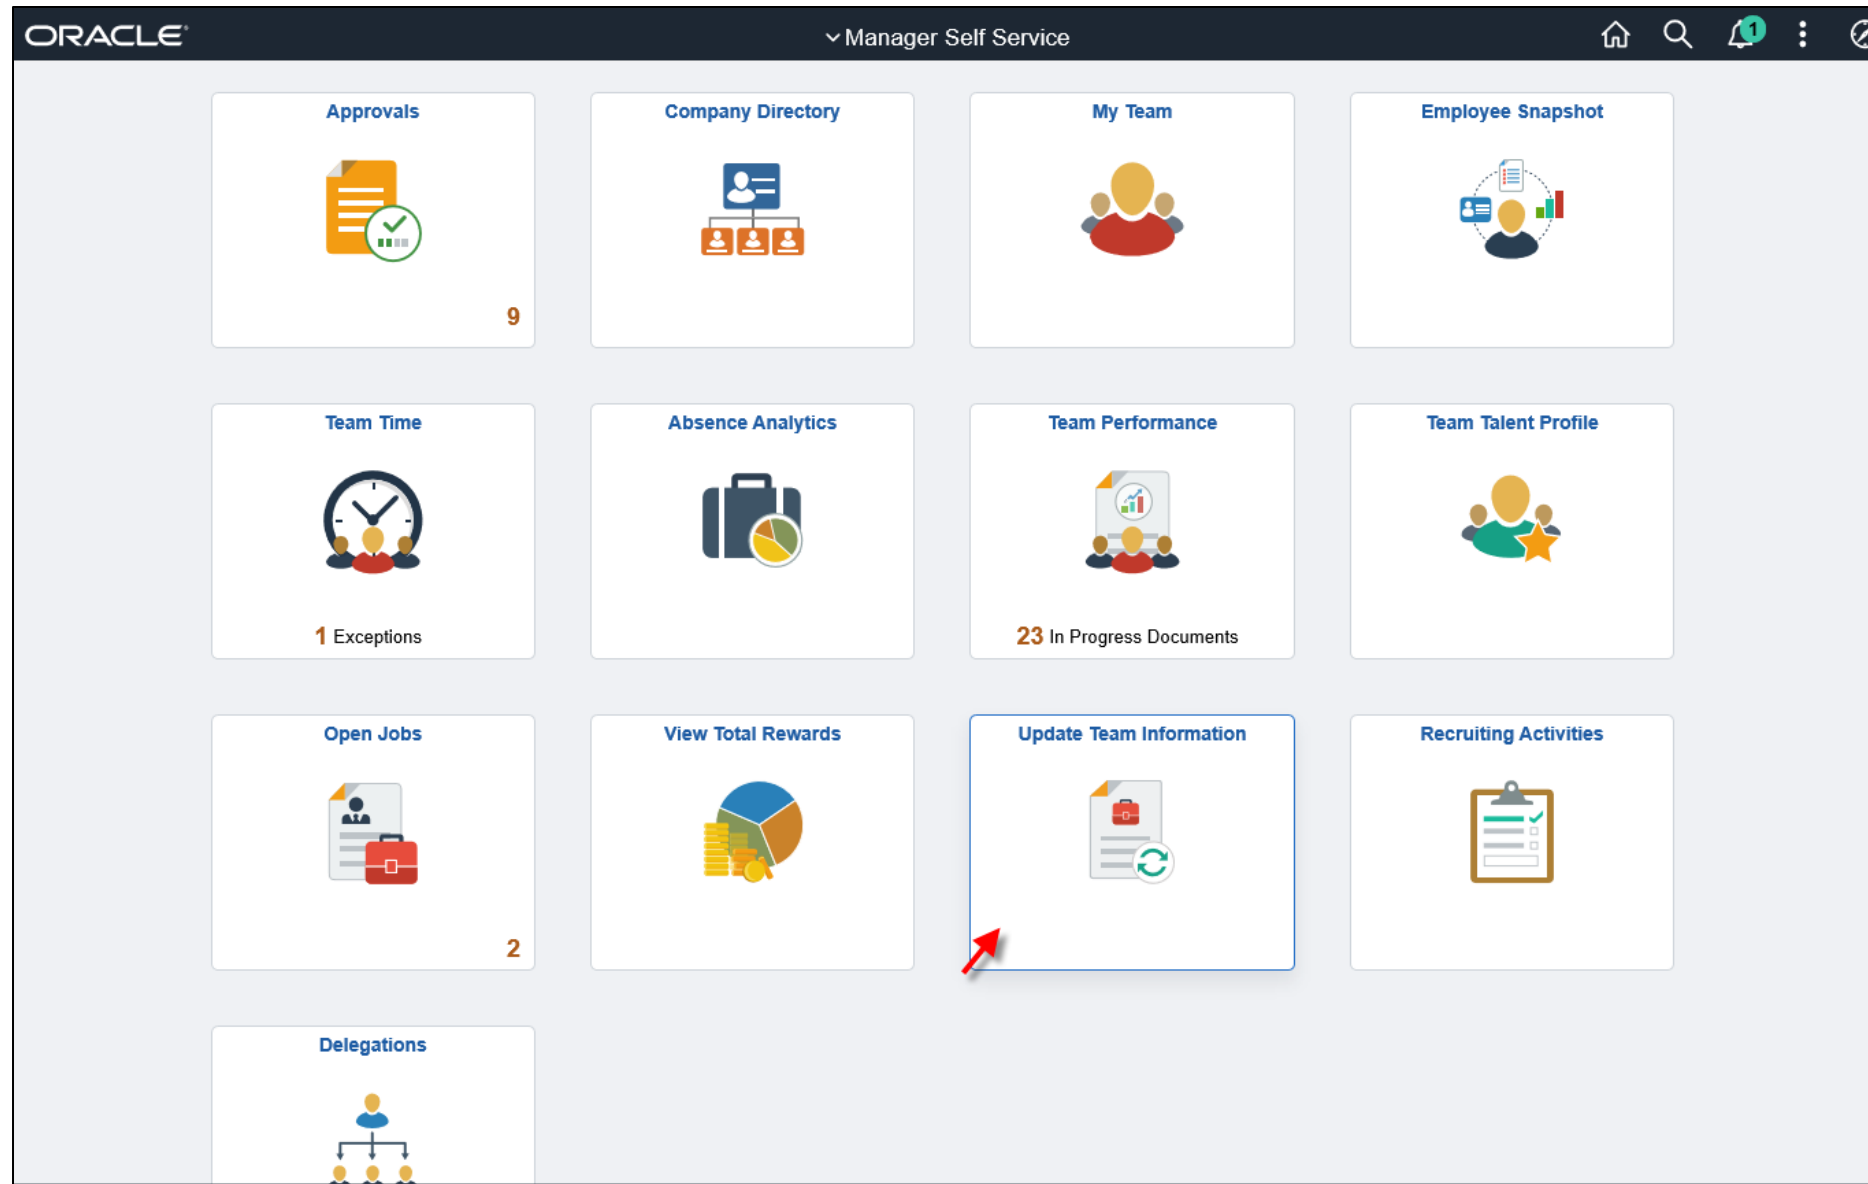 ORACLE
Manager Self Service
1
Approvals
Company Directory
My Team
Employee Snapshot
9
Team Time
Absence Analytics
Team Performance
Team Talent Profile
1 Exceptions
23 In Progress Documents
Open Jobs
View Total Rewards
Update Team Information
Recruiting Activities
2
Delegations